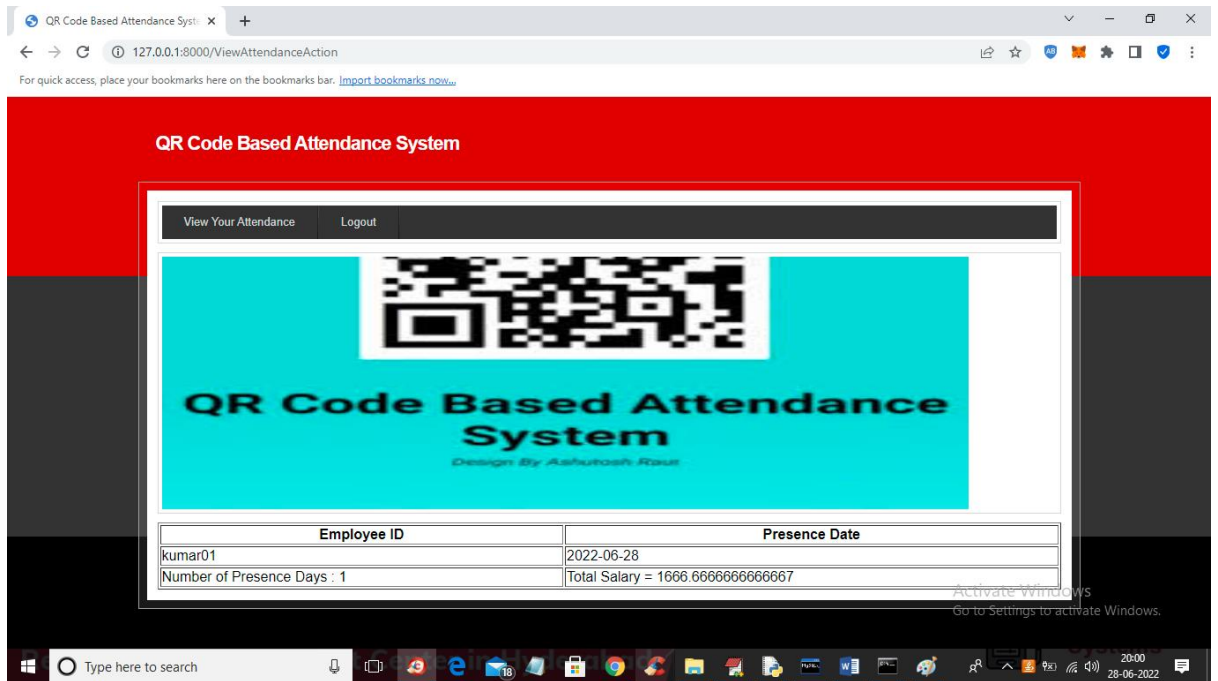 QR Code Based Attendance Syste
127.0.0.1:8000/ViewAttendanceAction
AB
For quick access, place your bookmarks here on the bookmarks bar. Import bookmarks now...
QR Code Based Attendance System
View Your Attendance Logout
QR Code Based Attendance
System
Design By Ashutosh Raut
Employee ID Presence Date
kumar01 2022-06-28
Number of Presence Days : 1 Total Salary = 1666.6666666666667
Activate Windows
Go to Settings to activate Windows.
Type here to search
18
20:00
28-06-2022